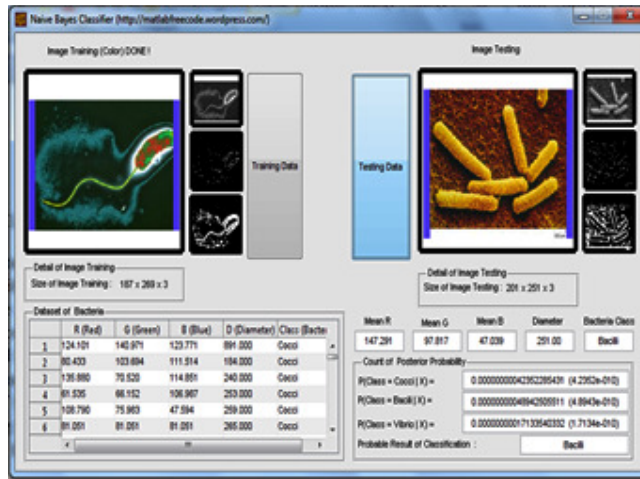 Naive Bayes Classifier (http://matlabfreecode.wordpress.com/)
Image Training (Color) DONE !
Image Testing
Training Data
Testing Data
Detail of Image Training
Size of Image Training : 187 x 269 x 3
Detail of Image Testing
Size of Image Testing : 201 x 251 x 3
Dataset of Bacteria
R (Red) G (Green) B (Blue) D (Diameter) Class (Bacter
1 124.101 140.971 123.771 891.000 Cocci
2 80.433 103.694 111.514 184.000 Cocci
3 135.880 70.520 114.851 240.000 Cocci
4 61.535 66.152 106.967 253.000 Cocci
5 108.790 75.983 47.594 259.000 Cocci
6 81.051 81.051 81.051 265.000 Cocci
Mean R Mean G Mean B Diameter Bacteria Class
147.291 97.817 47.039 251.00 Bacili
Count of Posterior Probability
P(Class = Cocci | X) = 0.00000000042352285431 (4.2352e-010)
P(Class = Bacili | X) = 0.00000000048942505511 (4.8943e-010)
P(Class = Vibrio | X) = 0.00000000017133540332 (1.7134e-010)
Probable Result of Classification : Bacili